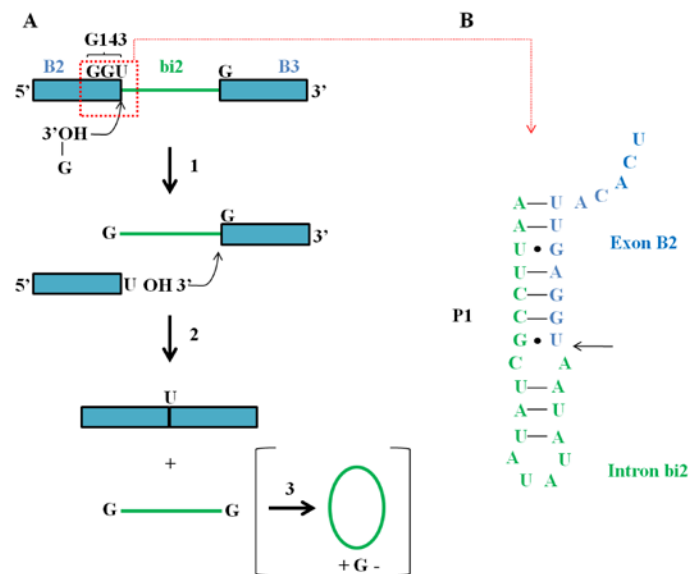 A
B
G143
B2 GGU bi2 G B3
5' 3'
3'OH
G
1
G G 3'
5' U OH 3'
2
U
+
G G
3
+ G -
U
C
A
A—U A C
A—U
U•G
Exon B2
U—A
C—G
P1
C—G
G•U
C A
U—A
A—U
U—A
A U
Intron bi2
U A